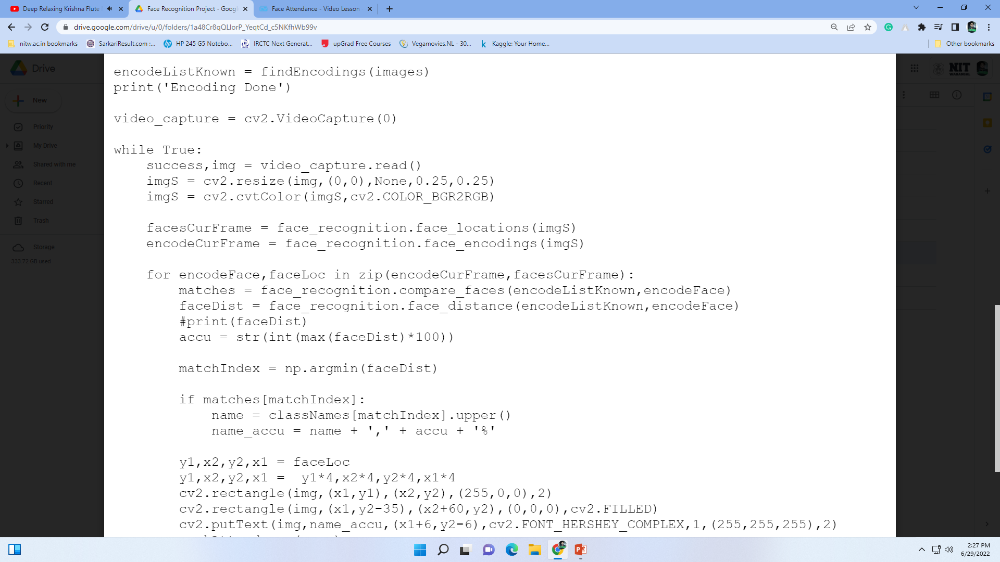 Deep Relaxing Krishna Flute
Face Recognition Project - Goog
Face Attendance - Video Lesson
drive.google.com/drive/u/0/folders/1a48Cr8qQLlorP_YeqtCd_c5NKfhWb99v
nitw.ac.in bookmarks
SarkariResult.com :...
HP 245 G5 Notebo...
IRCTC Next Generat...
upGrad Free Courses
Vegamovies.NL - 30...
Kaggle: Your Home...
Other bookmarks
Drive
NIT
WARANGAL
New
Priority
My Drive
Shared with me
Recent
Starred
Trash
Storage
333.72 GB used
encodeListKnown = findEncodings(images)
print('Encoding Done')
video_capture = cv2.VideoCapture(0)
while True:
success,img = video_capture.read()
imgS = cv2.resize(img,(0,0),None,0.25,0.25)
imgS = cv2.cvtColor(imgS,cv2.COLOR_BGR2RGB)
facesCurFrame = face_recognition.face_locations(imgS)
encodeCurFrame = face_recognition.face_encodings(imgS)
for encodeFace,faceLoc in zip(encodeCurFrame,facesCurFrame):
matches = face_recognition.compare_faces(encodeListKnown,encodeFace)
faceDist = face_recognition.face_distance(encodeListKnown,encodeFace)
#print(faceDist)
accu = str(int(max(faceDist)*100))
matchIndex = np.argmin(faceDist)
if matches[matchIndex]:
name = classNames[matchIndex].upper()
name_accu = name + ',' + accu + '%'
y1,x2,y2,x1 = faceLoc
y1,x2,y2,x1 =  y1*4,x2*4,y2*4,x1*4
cv2.rectangle(img,(x1,y1),(x2,y2),(255,0,0),2)
cv2.rectangle(img,(x1,y2-35),(x2+60,y2),(0,0,0),cv2.FILLED)
cv2.putText(img,name_accu,(x1+6,y2-6),cv2.FONT_HERSHEY_COMPLEX,1,(255,255,255),2)
2:27 PM
6/29/2022